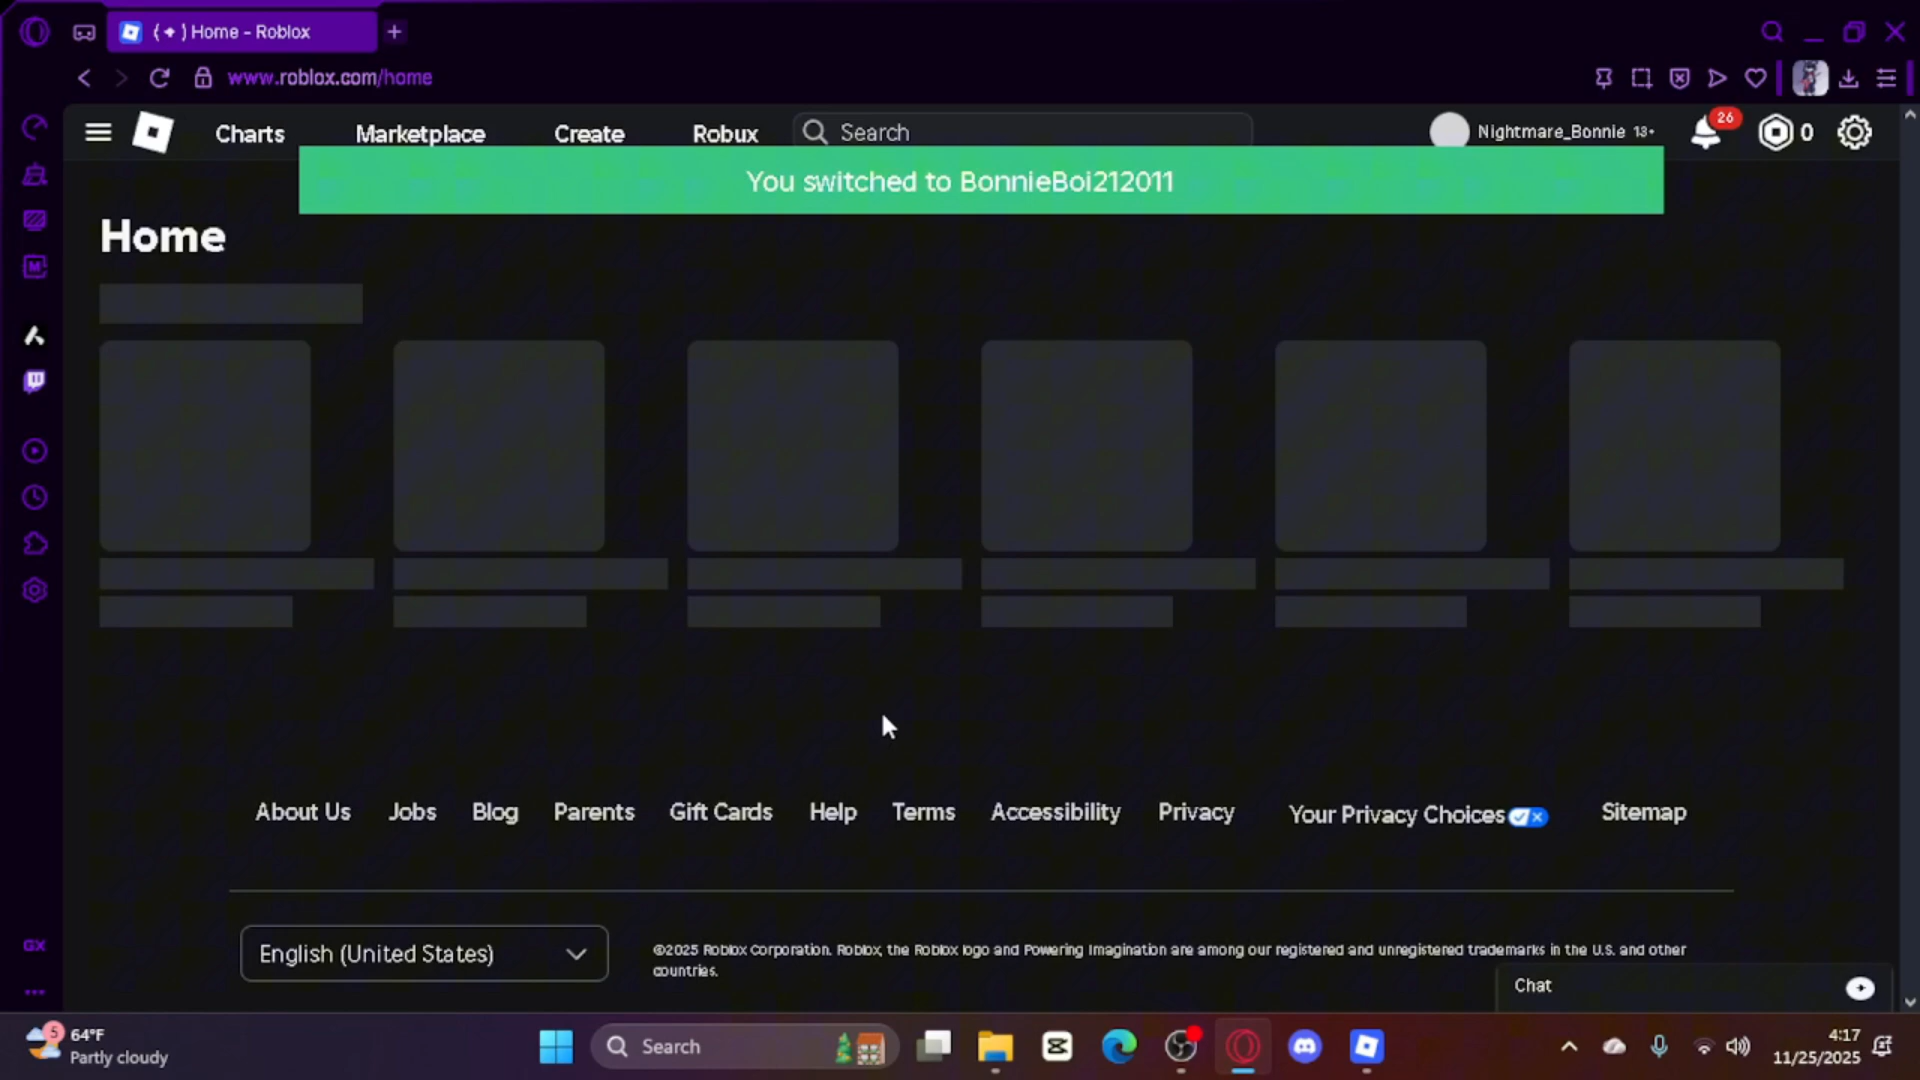 ( + ) Home - Roblox
www.roblox.com/home
Charts
Marketplace
Create
Robux
Search
Nightmare_Bonnie 13+
26
0
You switched to BonnieBoi212011
Home
M
About Us
Jobs
Blog
Parents
Gift Cards
Help
Terms
Accessibility
Privacy
Your Privacy Choices
Sitemap
English (United States)
©2025 Roblox Corporation. Roblox, the Roblox logo and Powering Imagination are among our registered and unregistered trademarks in the U.S. and other
countries.
Chat
GX
5
64°F
Partly cloudy
Search
4:17
11/25/2025